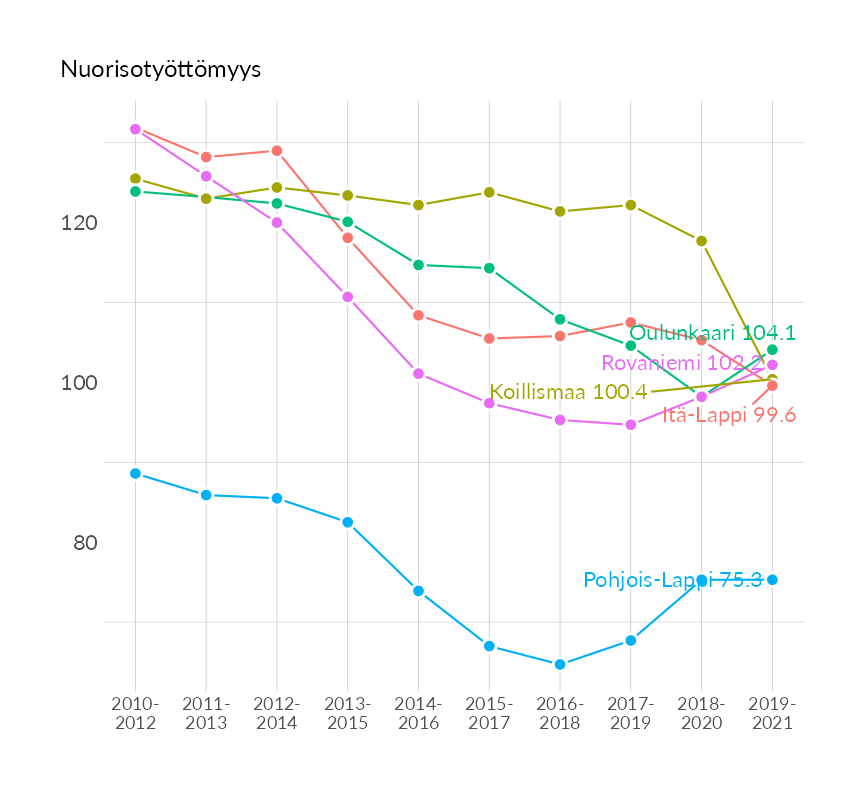 Nuorisotyöttömyys
120
100
80
Oulunkaari 104.1
Rovaniemi 102.2
Koillismaa 100.4
Itä-Lappi 99.6
Pohjois-Lappi 75.3
2010- 2011- 2012- 2013- 2014- 2015- 2016- 2017- 2018- 2019-
2012 2013 2014 2015 2016 2017 2018 2019 2020 2021